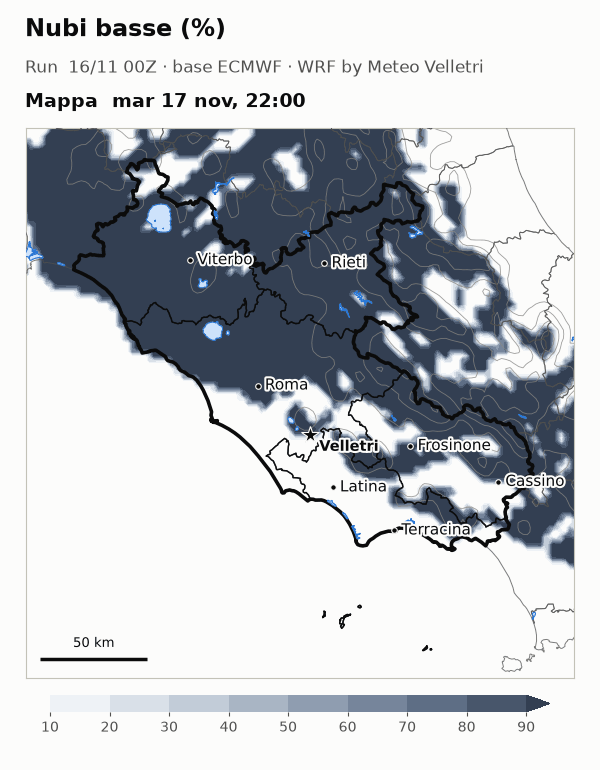 Nubi basse (%)
Run 16/11 00Z · base ECMWF · WRF by Meteo Velletri
Mappa mar 17 nov, 22:00
Viterbo
Rieti
Roma
Velletri
Frosinone
Cassino
Latina
Terracina
50 km
10 20 30 40 50 60 70 80 90